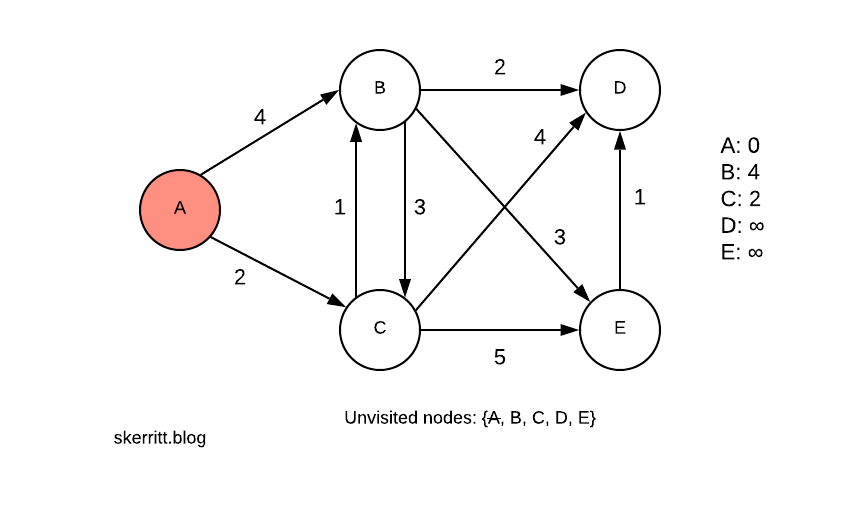 2
B
D
4
4
A: 0
B: 4
C: 2
D: ∞
E: ∞
A
1
3
1
3
2
C
E
5
Unvisited nodes: {A, B, C, D, E}
skerritt.blog